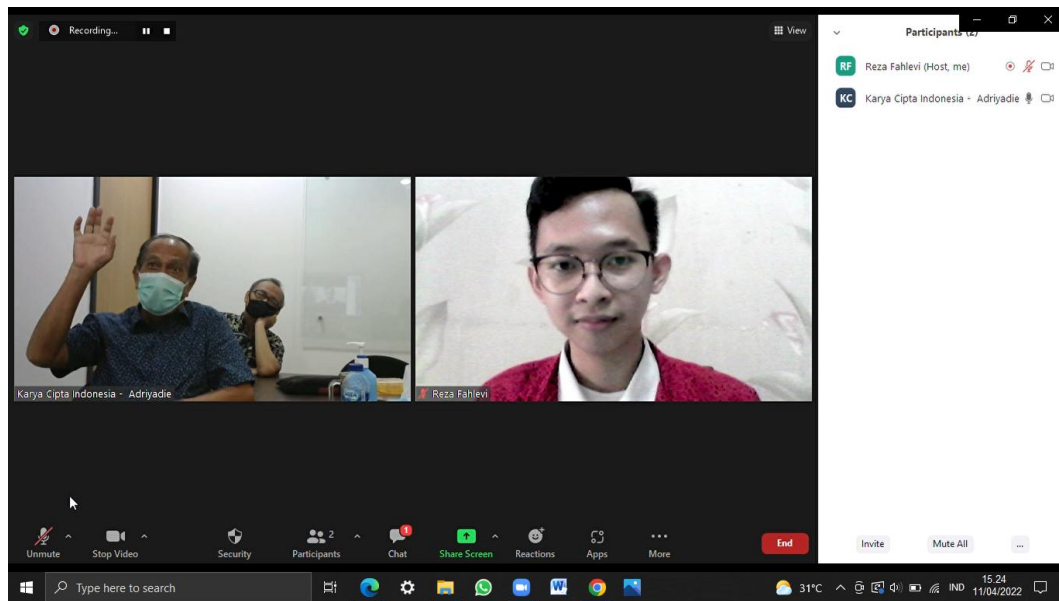 Recording...
View
Participants (2)
RF Reza Fahlevi (Host, me)
KC Karya Cipta Indonesia - Adriyadie
Karya Cipta Indonesia - Adriyadie
Reza Fahlevi
Unmute
Stop Video
Security
2
Participants
1
Chat
Share Screen
Reactions
Apps
More
End
Invite
Mute All
...
Type here to search
W
31°C
IND
15.24
11/04/2022